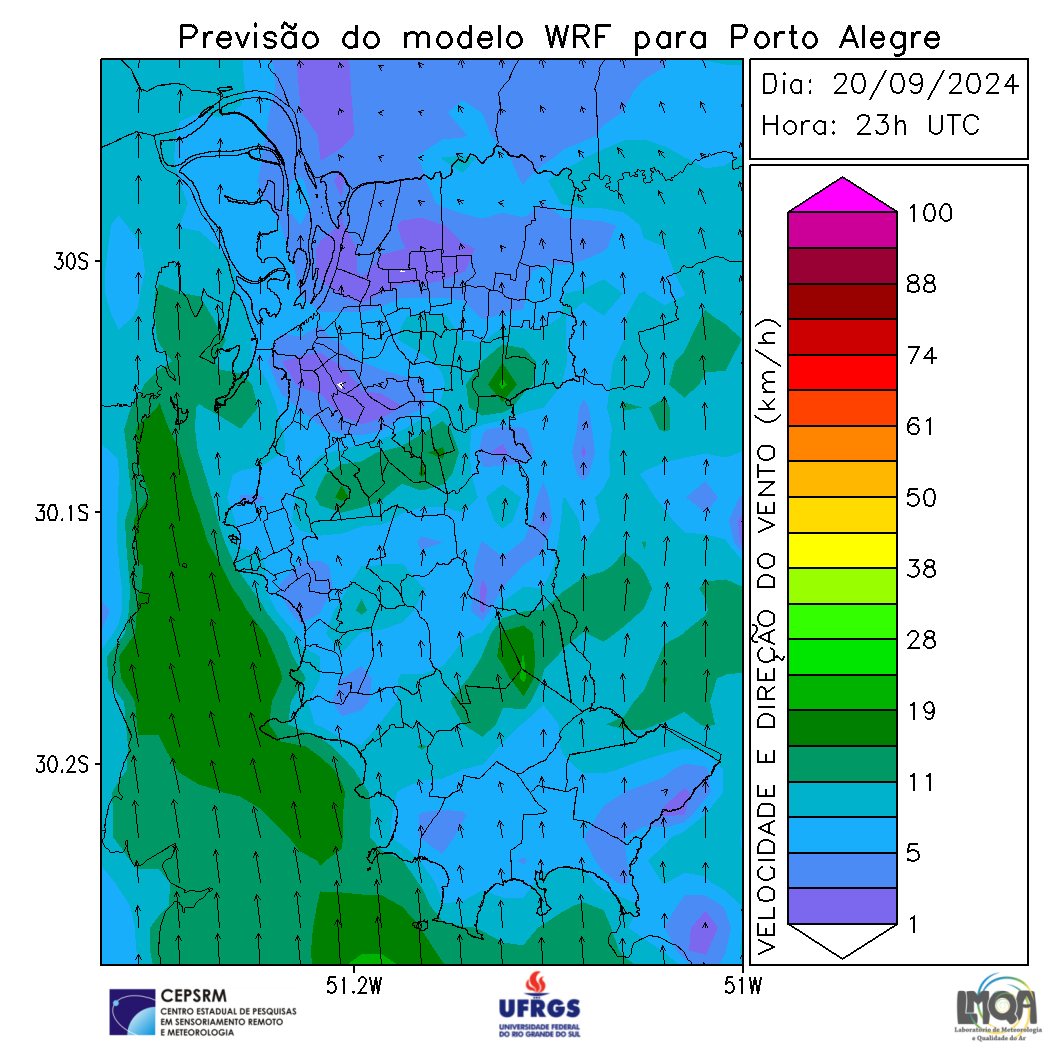 Previsão do modelo WRF para Porto Alegre
Dia: 20/09/2024
Hora: 23h UTC
30S
30.1S
30.2S
51.2W
51W
VELOCIDADE E DIREÇÃO DO VENTO (km/h)
100
88
74
61
50
38
28
19
11
5
1
CEPSRM
CENTRO ESTADUAL DE PESQUISAS
EM SENSORIAMENTO REMOTO
E METEOROLOGIA
UFRGS
UNIVERSIDADE FEDERAL
DO RIO GRANDE DO SUL
LMQA
Laboratório de Meteorologia
e Qualidade do Ar